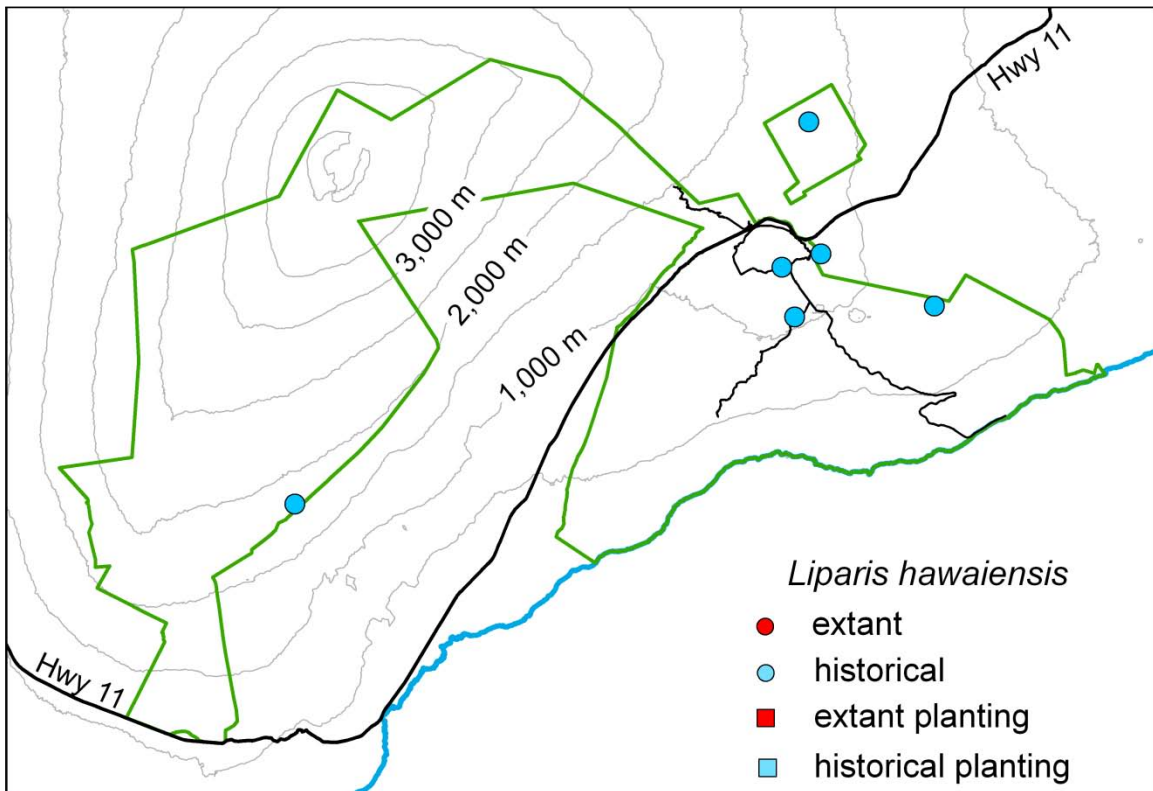 Hwy 11
3,000 m
2,000 m
1,000 m
Hwy 11
Liparis hawaiensis
extant
historical
extant planting
historical planting